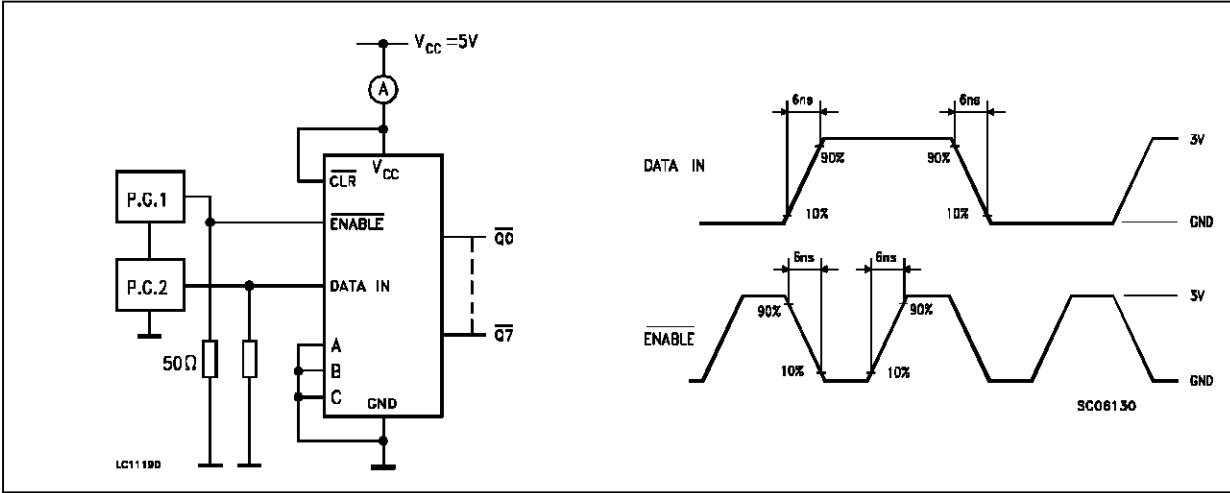 V_CC =5V
A
V_CC
CLR
P.G.1
ENABLE
Q0
P.G.2
DATA IN
Q7
A
50Ω
B
C
GND
LC11190
6ns
6ns
3V
90%
90%
DATA IN
10%
10%
GND
6ns
6ns
3V
90%
90%
ENABLE
10%
10%
GND
SC06130